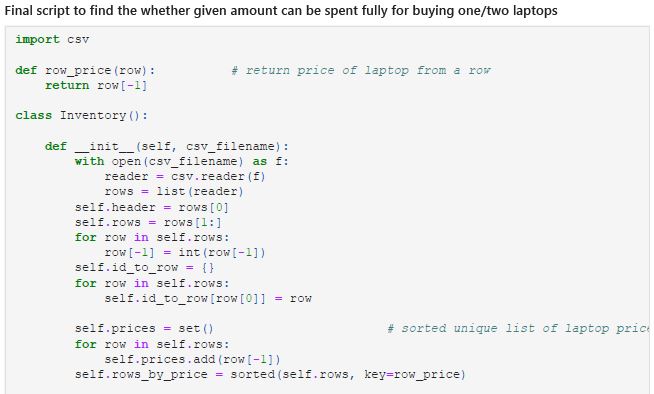 Final script to find the whether given amount can be spent fully for buying one/two laptops
import csv
def row_price(row):                # return price of laptop from a row
    return row[-1]
class Inventory():
    def __init__(self, csv_filename):
        with open(csv_filename) as f:
            reader = csv.reader(f)
            rows = list(reader)
        self.header = rows[0]
        self.rows = rows[1:]
        for row in self.rows:
            row[-1] = int(row[-1])
        self.id_to_row = {}
        for row in self.rows:
            self.id_to_row[row[0]] = row
        self.prices = set()                # sorted unique list of laptop price
        for row in self.rows:
            self.prices.add(row[-1])
        self.rows_by_price = sorted(self.rows, key=row_price)